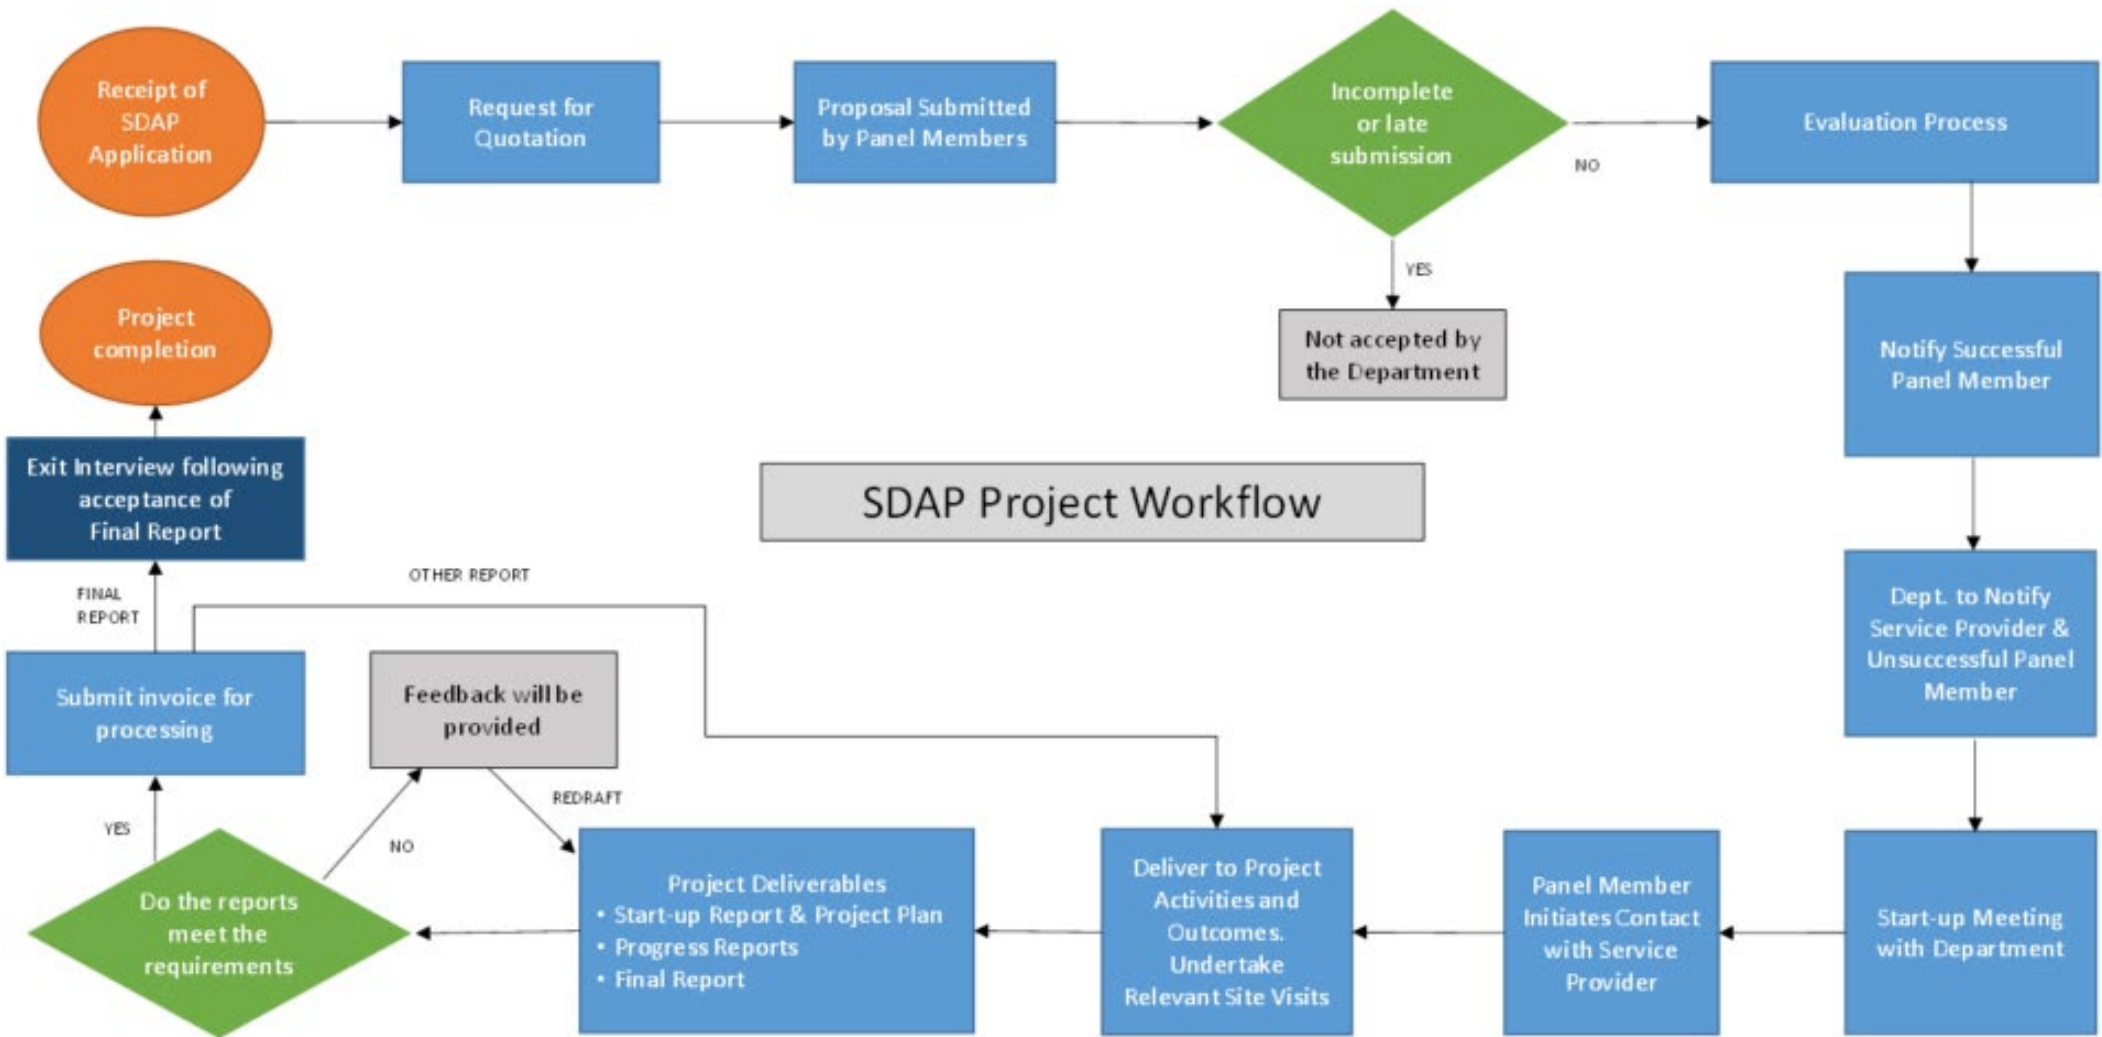 Receipt of
SDAP
Application
Request for
Quotation
Proposal Submitted
by Panel Members
Incomplete
or late
submission
NO
Evaluation Process
YES
Not accepted by
the Department
Notify Successful
Panel Member
Dept. to Notify
Service Provider &
Unsuccessful Panel
Member
Start-up Meeting
with Department
Panel Member
Initiates Contact
with Service
Provider
Deliver to Project
Activities and
Outcomes.
Undertake
Relevant Site Visits
Project Deliverables
• Start-up Report & Project Plan
• Progress Reports
• Final Report
Do the reports
meet the
requirements
NO
Feedback will be
provided
REDRAFT
YES
Submit invoice for
processing
OTHER REPORT
FINAL
REPORT
Exit Interview following
acceptance of
Final Report
Project
completion
SDAP Project Workflow